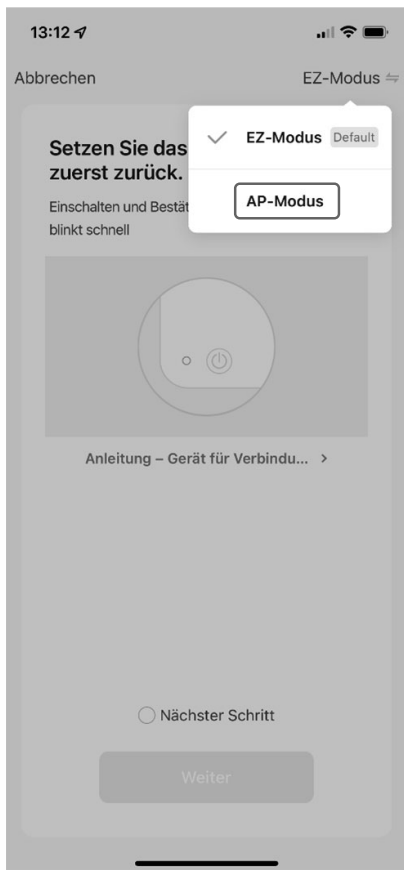 13:12
Abbrechen
EZ-Modus
EZ-Modus Default
AP-Modus
Setzen Sie das
zuerst zurück.
Einschalten und Bestät
blinkt schnell
Anleitung – Gerät für Verbindu... >
Nächster Schritt
Weiter